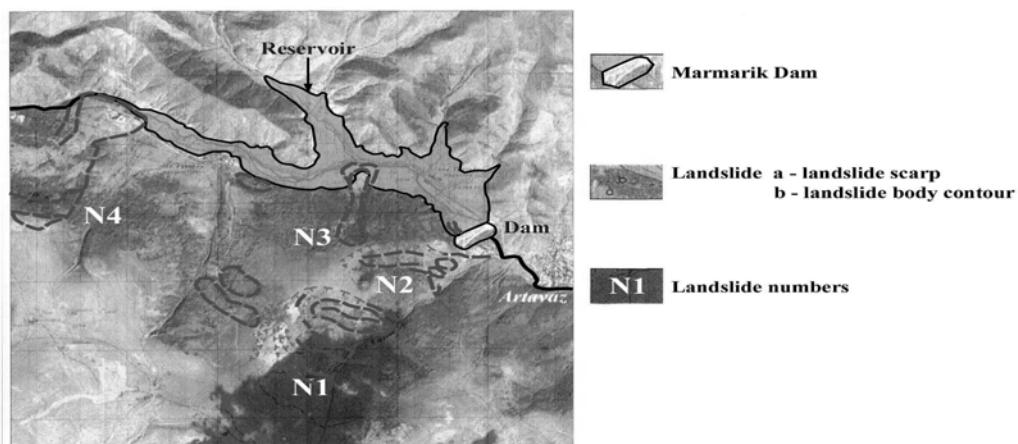 Reservoir
N4
N3
Dam
N2
Artavaz
N1
Marmarik Dam
Landslide a - landslide scarp
b - landslide body contour
N1 Landslide numbers